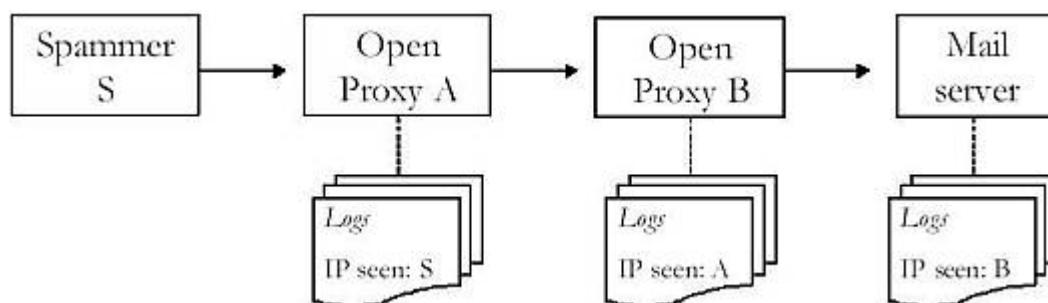 Spammer
S
Open
Proxy A
Open
Proxy B
Mail
server
Logs
IP seen: S
Logs
IP seen: A
Logs
IP seen: B